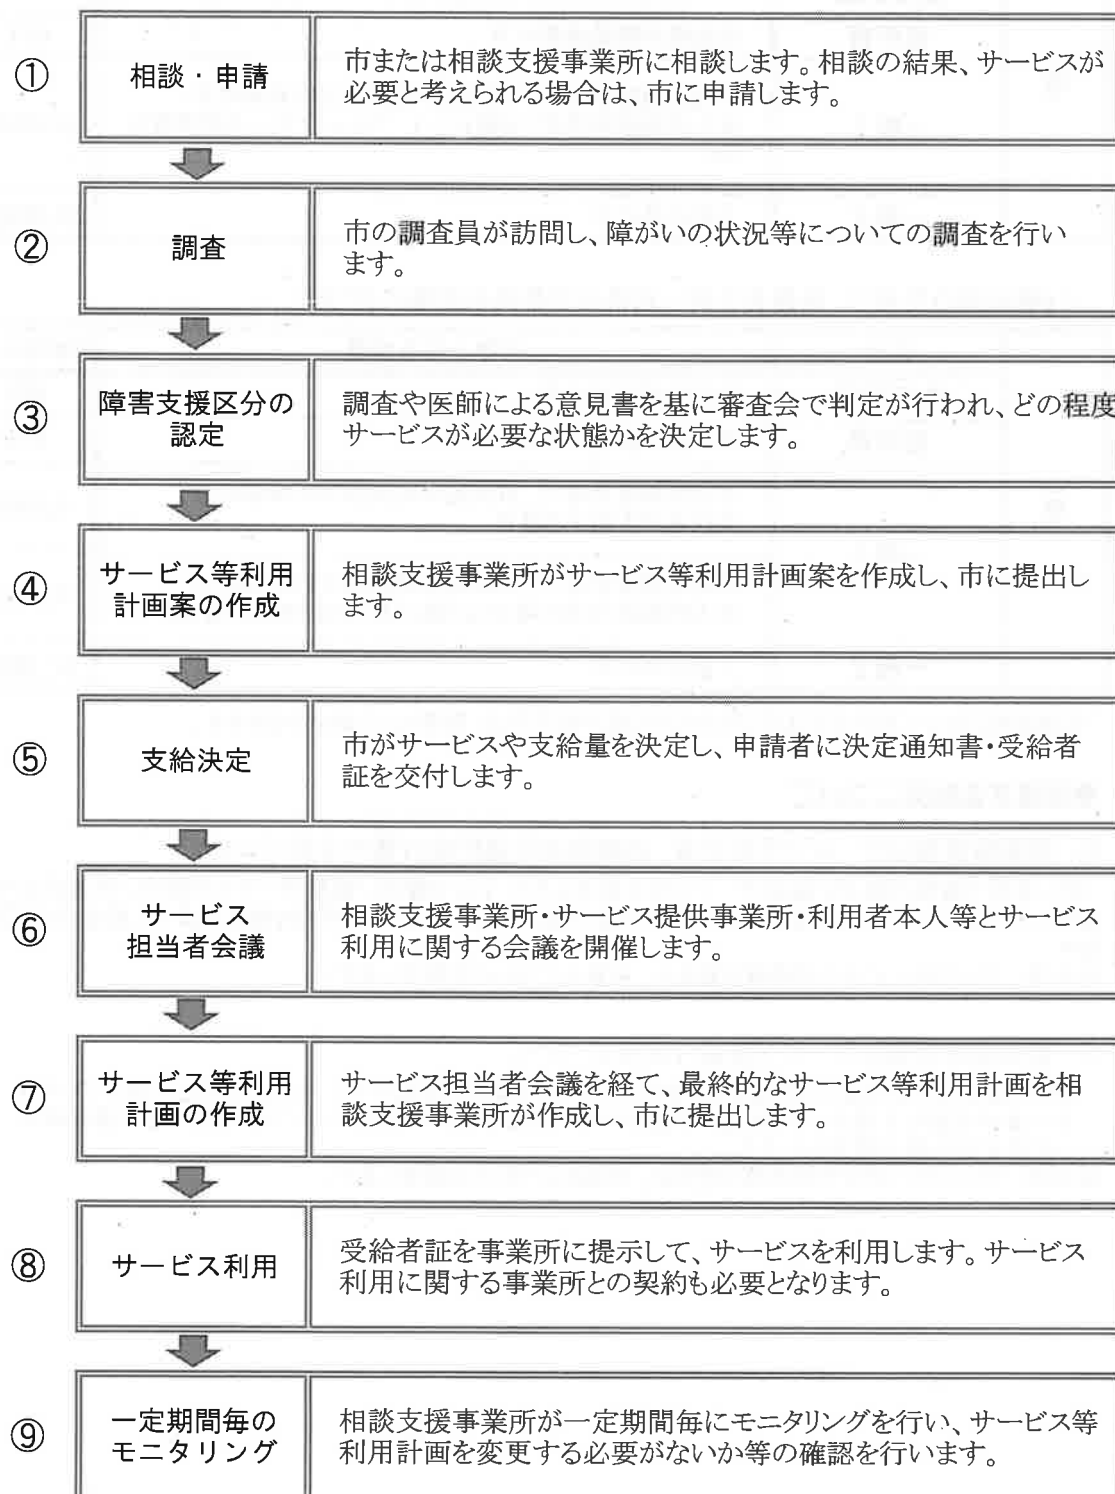 ①
相談・申請
市または相談支援事業所に相談します。相談の結果、サービスが
必要と考えられる場合は、市に申請します。
②
調査
市の調査員が訪問し、障がいの状況等についての調査を行い
ます。
③
障害支援区分の
認定
調査や医師による意見書を基に審査会で判定が行われ、どの程度
サービスが必要な状態かを決定します。
④
サービス等利用
計画案の作成
相談支援事業所がサービス等利用計画案を作成し、市に提出し
ます。
⑤
支給決定
市がサービスや支給量を決定し、申請者に決定通知書・受給者
証を交付します。
⑥
サービス
担当者会議
相談支援事業所・サービス提供事業所・利用者本人等とサービス
利用に関する会議を開催します。
⑦
サービス等利用
計画の作成
サービス担当者会議を経て、最終的なサービス等利用計画を相
談支援事業所が作成し、市に提出します。
⑧
サービス利用
受給者証を事業所に提示して、サービスを利用します。サービス
利用に関する事業所との契約も必要となります。
⑨
一定期間毎の
モニタリング
相談支援事業所が一定期間毎にモニタリングを行い、サービス等
利用計画を変更する必要がないか等の確認を行います。